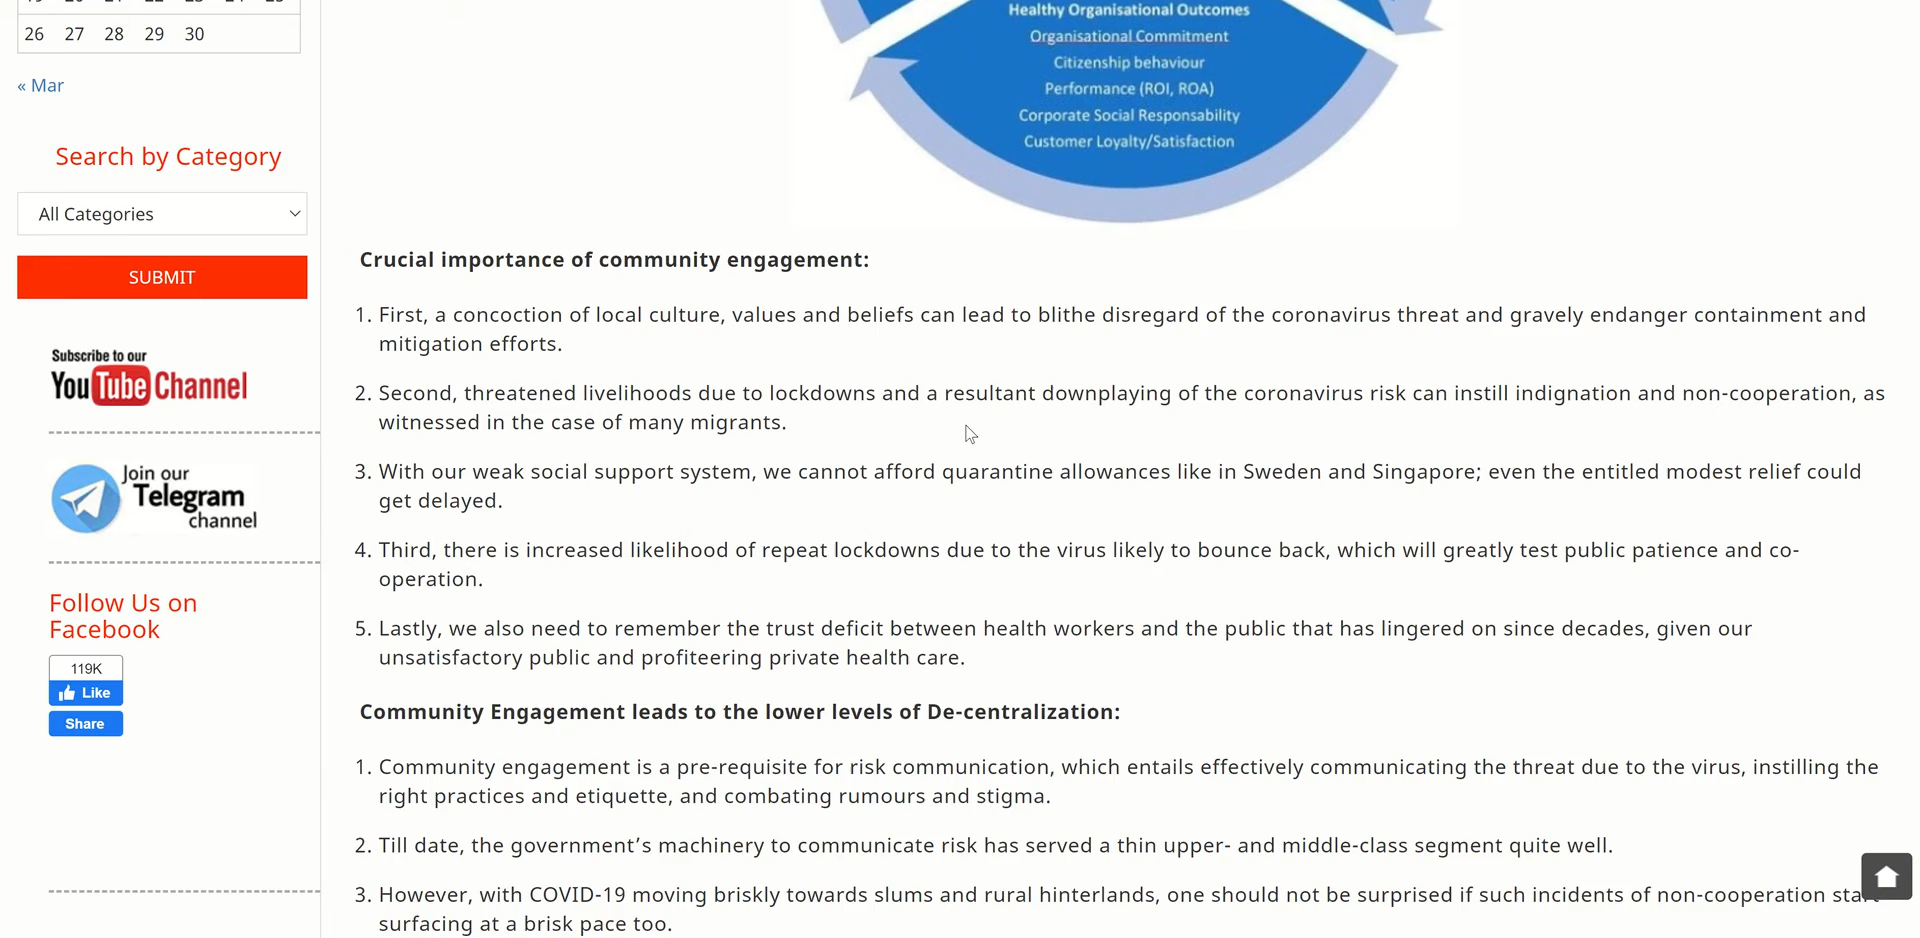 19 20 21 22 23 24 25
26 27 28 29 30
« Mar
Search by Category
All Categories
SUBMIT
Subscribe to our
YouTube Channel
Join our
Telegram
channel
Follow Us on
Facebook
119K
Like
Share
Healthy Organisational Outcomes
Organisational Commitment
Citizenship behaviour
Performance (ROI, ROA)
Corporate Social Responsability
Customer Loyalty/Satisfaction
Crucial importance of community engagement:
1. First, a concoction of local culture, values and beliefs can lead to blithe disregard of the coronavirus threat and gravely endanger containment and
mitigation efforts.
2. Second, threatened livelihoods due to lockdowns and a resultant downplaying of the coronavirus risk can instill indignation and non-cooperation, as
witnessed in the case of many migrants.
3. With our weak social support system, we cannot afford quarantine allowances like in Sweden and Singapore; even the entitled modest relief could
get delayed.
4. Third, there is increased likelihood of repeat lockdowns due to the virus likely to bounce back, which will greatly test public patience and co-
operation.
5. Lastly, we also need to remember the trust deficit between health workers and the public that has lingered on since decades, given our
unsatisfactory public and profiteering private health care.
Community Engagement leads to the lower levels of De-centralization:
1. Community engagement is a pre-requisite for risk communication, which entails effectively communicating the threat due to the virus, instilling the
right practices and etiquette, and combating rumours and stigma.
2. Till date, the government’s machinery to communicate risk has served a thin upper- and middle-class segment quite well.
3. However, with COVID-19 moving briskly towards slums and rural hinterlands, one should not be surprised if such incidents of non-cooperation start
surfacing at a brisk pace too.